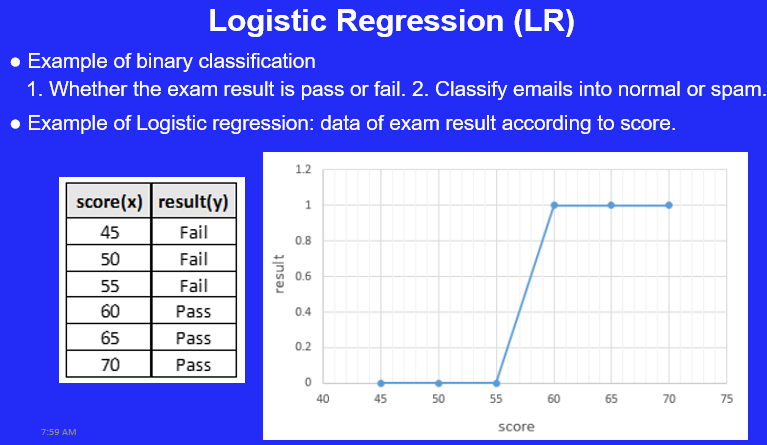 Logistic Regression (LR)
● Example of binary classification
1. Whether the exam result is pass or fail. 2. Classify emails into normal or spam.
● Example of Logistic regression: data of exam result according to score.
score(x) result(y)
45 Fail
50 Fail
55 Fail
60 Pass
65 Pass
70 Pass
1.2
1
0.8
0.6
0.4
0.2
0
result
40 45 50 55 60 65 70 75
score
7:59 AM